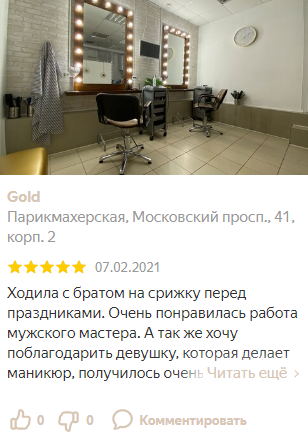 Gold
Парикмахерская, Московский просп., 41,
корп. 2
07.02.2021
Ходила с братом на срижку перед
праздниками. Очень понравилась работа
мужского мастера. А так же хочу
поблагодарить девушку, которая делает
маникюр, получилось очень Читать ещё >
0 0 Комментировать